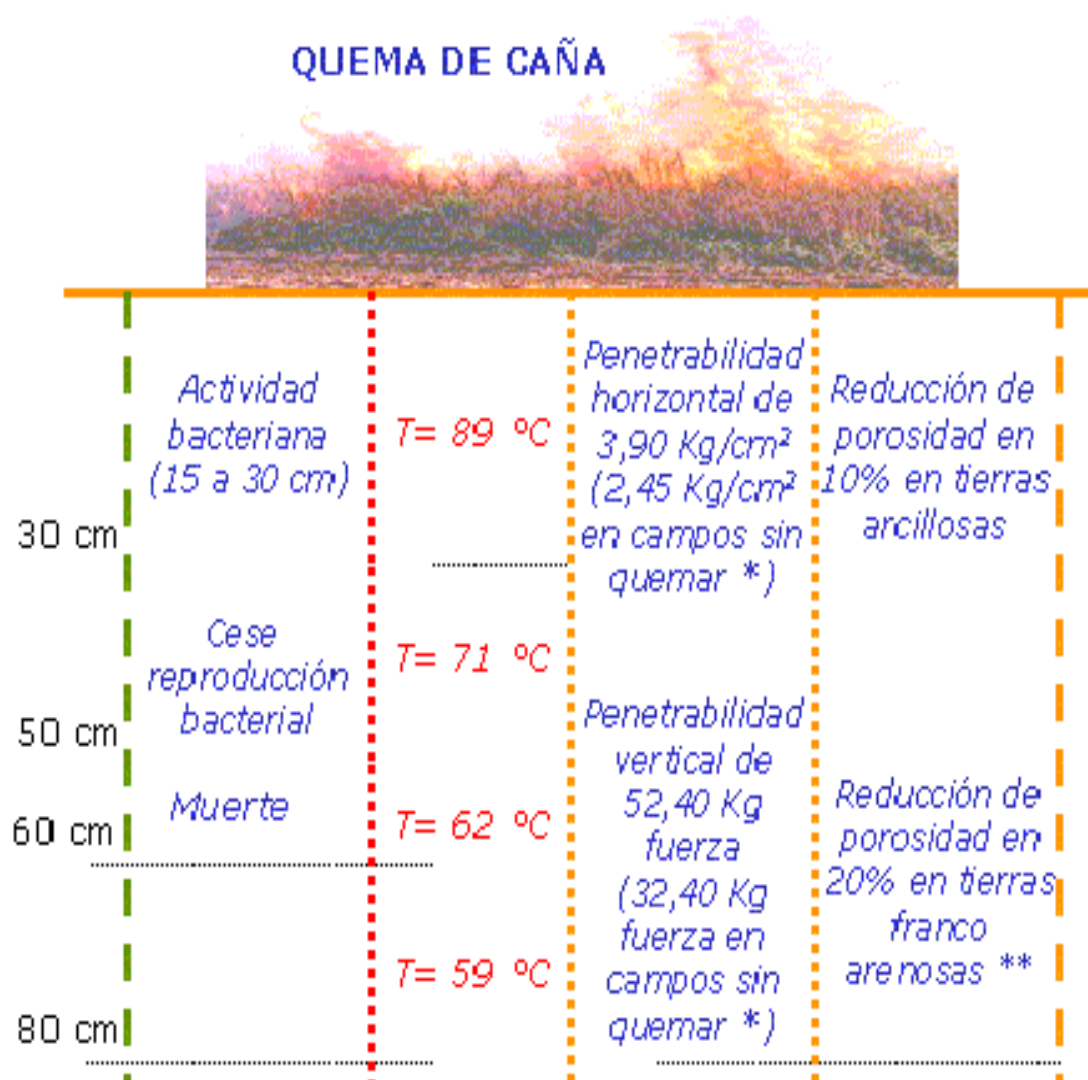 QUEMA DE CAÑA
30 cm
50 cm
60 cm
80 cm
Actividad
bacteriana
(15 a 30 cm)
Cese
reproducción
bacterial
Muerte
T= 89 ºC
T= 71 ºC
T= 62 ºC
T= 59 ºC
Penetrabilidad
horizontal de
3,90 Kg/cm²
(2,45 Kg/cm²
en campos sin
quemar *)
Penetrabilidad
vertical de
52,40 Kg
fuerza
(32,40 Kg
fuerza en
campos sin
quemar *)
Reducción de
porosidad en
10% en tierras
arcillosas
Reducción de
porosidad en
20% en tierras
franco
arenosas **